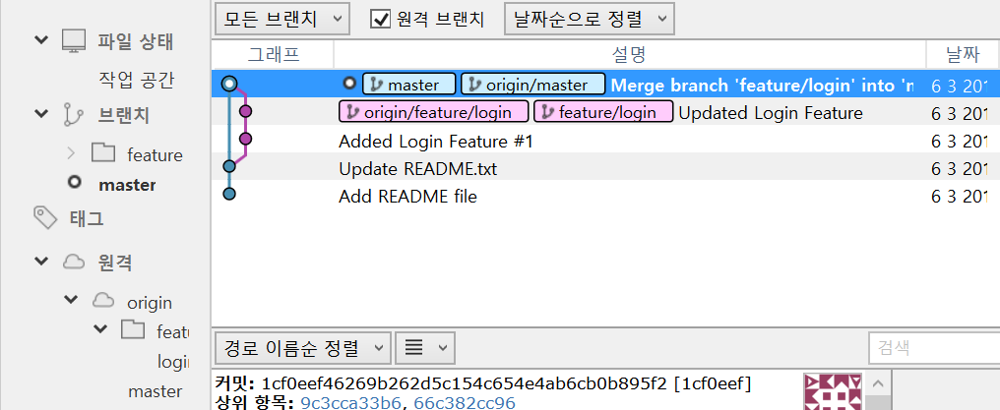 모든 브랜치 원격 브랜치 날짜순으로 정렬
파일 상태
작업 공간
브랜치
feature
master
태그
원격
origin
featu
login
master
그래프 설명 날짜
master origin/master Merge branch 'feature/login' into 'n 6 3 201
origin/feature/login feature/login Updated Login Feature 6 3 201
Added Login Feature #1 6 3 201
Update README.txt 6 3 201
Add README file 6 3 201
경로 이름순 정렬 검색
커밋: 1cf0eef46269b262d5c154c654e4ab6cb0b895f2 [1cf0eef]
상위 항목: 9c3cca33b6, 66c382cc96